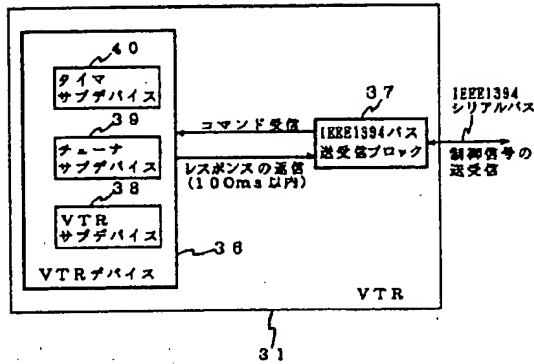 40
タイマ
サブデバイス
39
チューナ
サブデバイス
38
VTR
サブデバイス
VTRデバイス
36
コマンド受信
レスポンスの返信
(100ms以内)
37
IEEE1394バス
送受信ブロック
IEEE1394
シリアルバス
制御信号の
送受信
VTR
31